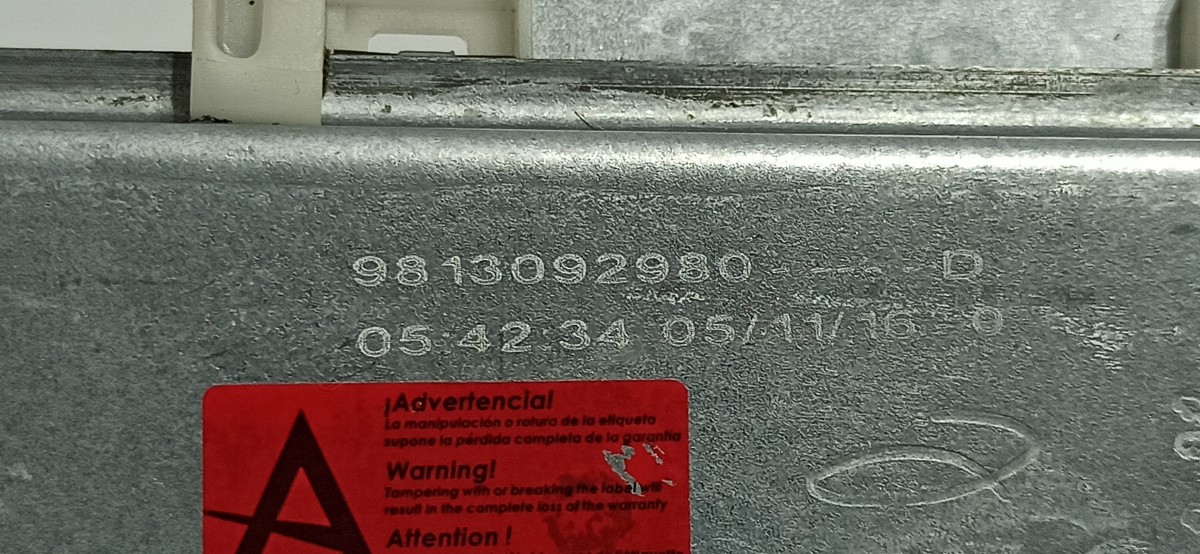 9813092980 - --- - D
05:42:34 05/11/16 0
¡Advertencia!
La manipulación o rotura de la etiqueta
supone la pérdida completa de la garantía
Warning!
Tampering with or breaking the label will
result in the complete loss of the warranty
Attention !